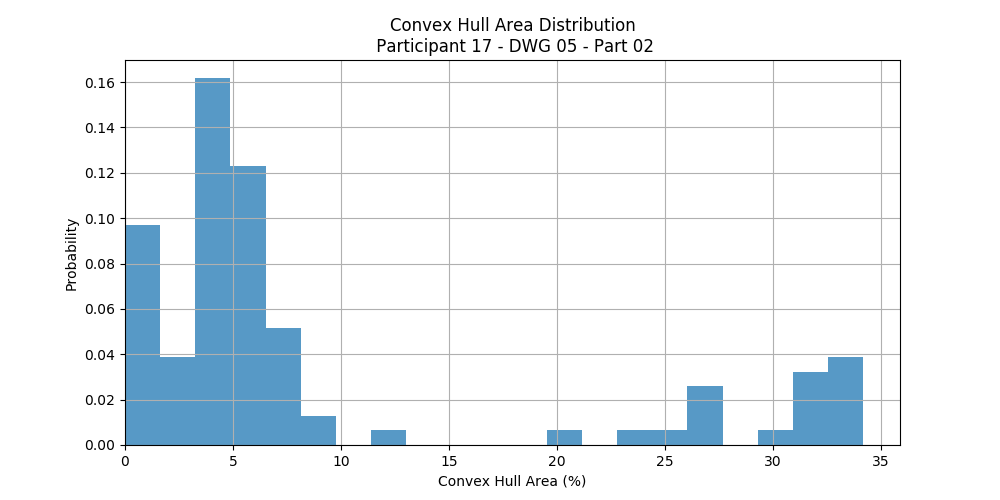 Convex Hull Area Distribution
Participant 17 - DWG 05 - Part 02
0.16
0.14
0.12
0.10
0.08
0.06
0.04
0.02
0.00
Probability
0 5 10 15 20 25 30 35
Convex Hull Area (%)